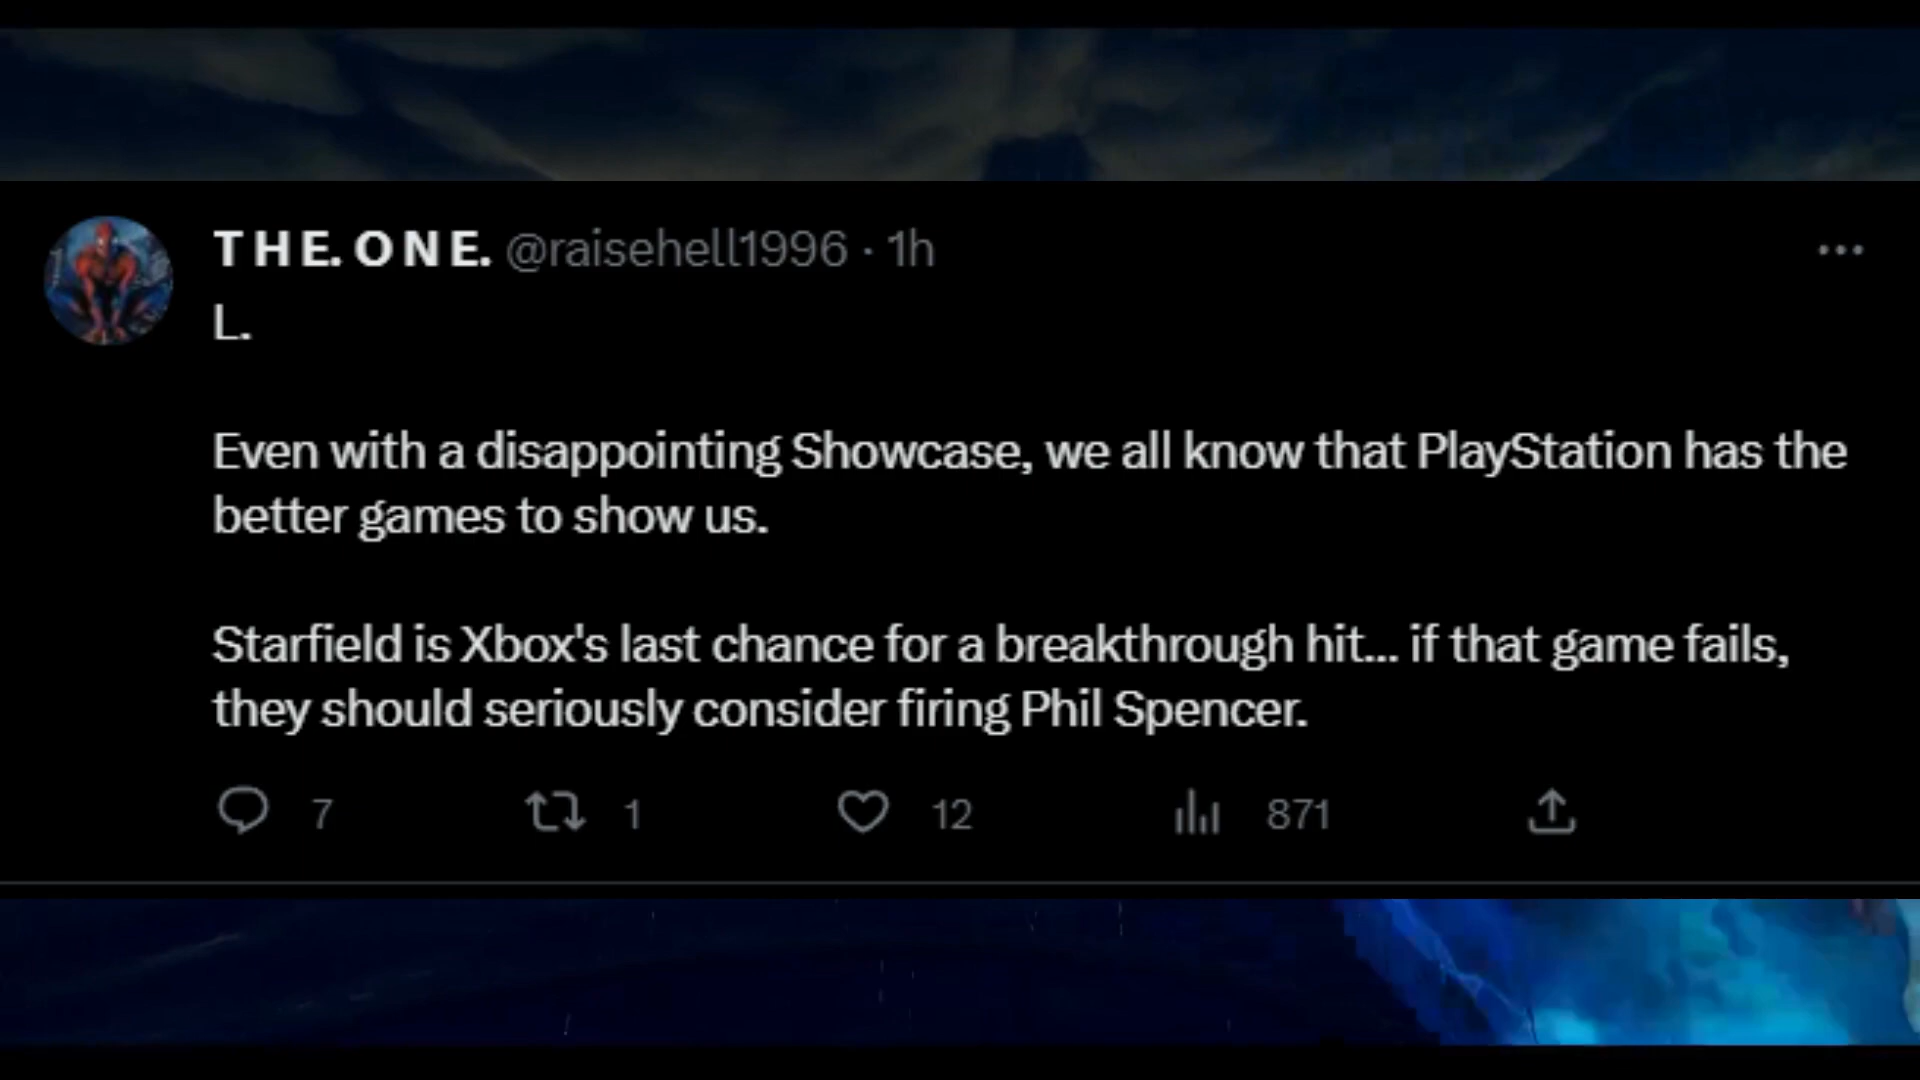 THE. ONE. @raisehell1996 · 1h
L.
Even with a disappointing Showcase, we all know that PlayStation has the
better games to show us.
Starfield is Xbox's last chance for a breakthrough hit... if that game fails,
they should seriously consider firing Phil Spencer.
7 1 12 871